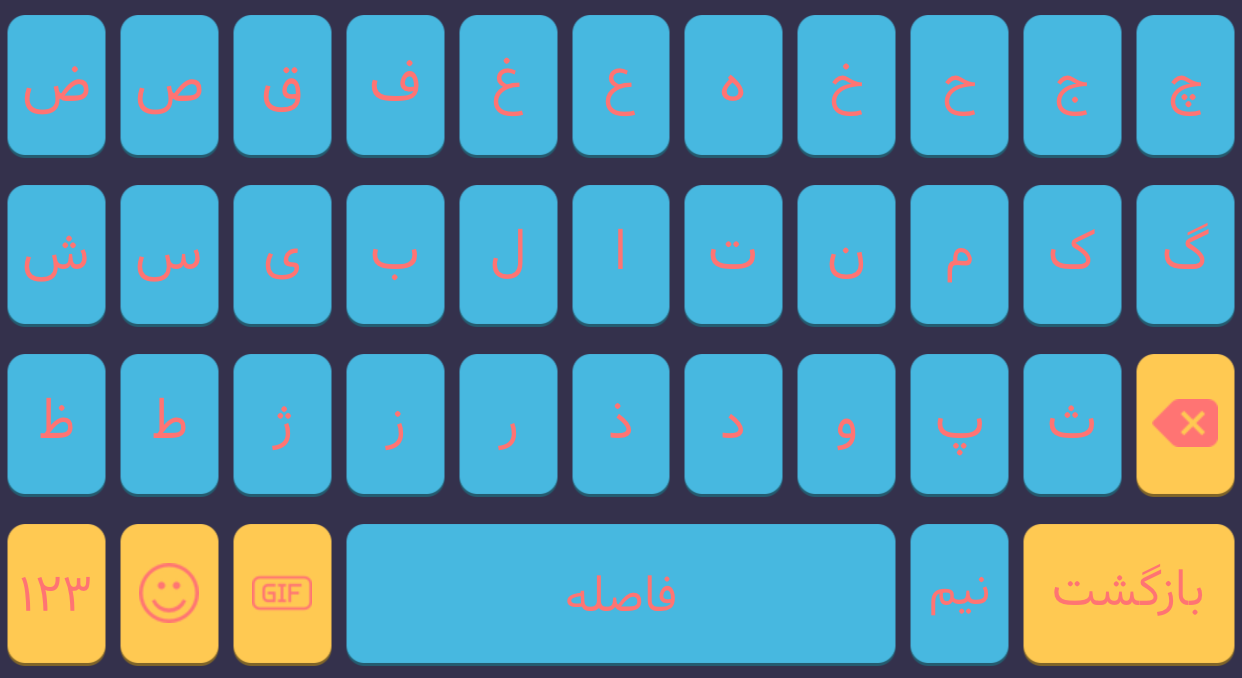 ض ص ق ف غ ع ه خ ح ج چ
ش س ی ب ل ا ت ن م ک گ
ظ ط ژ ز ر ذ د و پ ث
۱۲۳ GIF فاصله نیم بازگشت